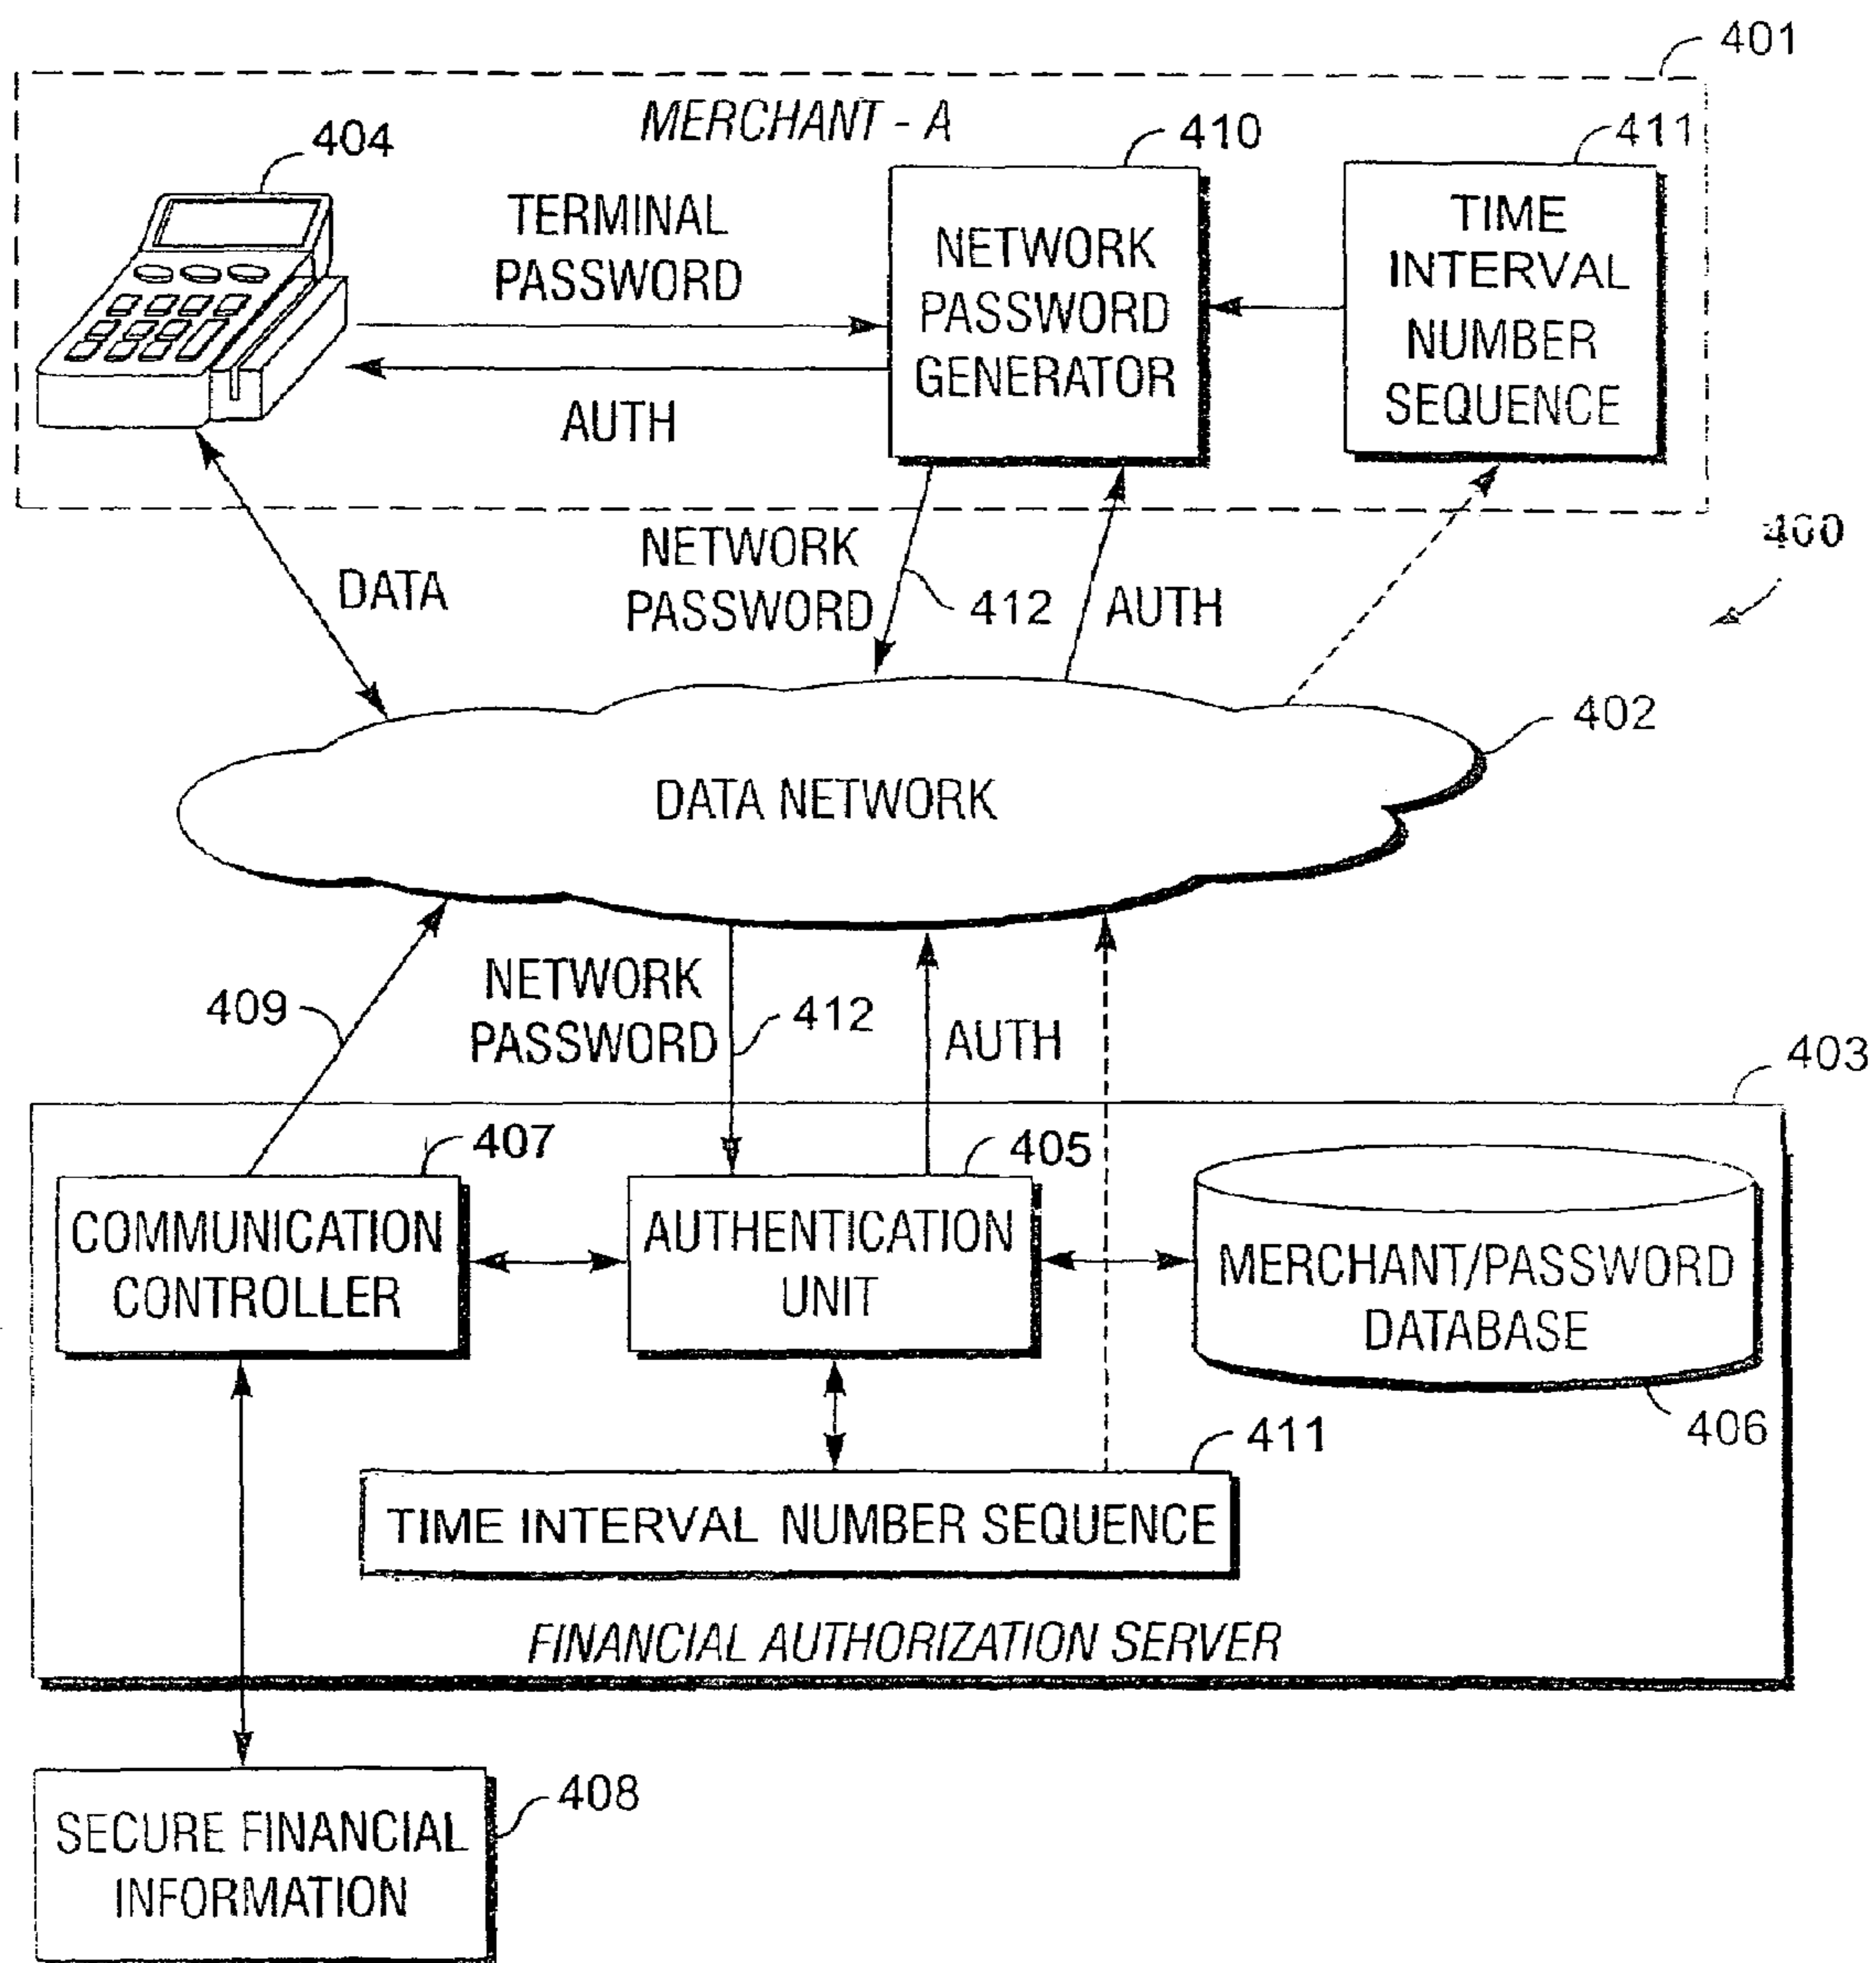 401
MERCHANT - A
404
410
411
TERMINAL
PASSWORD
NETWORK
PASSWORD
GENERATOR
TIME
INTERVAL
NUMBER
SEQUENCE
AUTH
400
NETWORK
PASSWORD
DATA
412
AUTH
402
DATA NETWORK
409
NETWORK
PASSWORD
412
AUTH
403
407
405
COMMUNICATION
CONTROLLER
AUTHENTICATION
UNIT
MERCHANT/PASSWORD
DATABASE
406
411
TIME INTERVAL NUMBER SEQUENCE
FINANCIAL AUTHORIZATION SERVER
408
SECURE FINANCIAL
INFORMATION